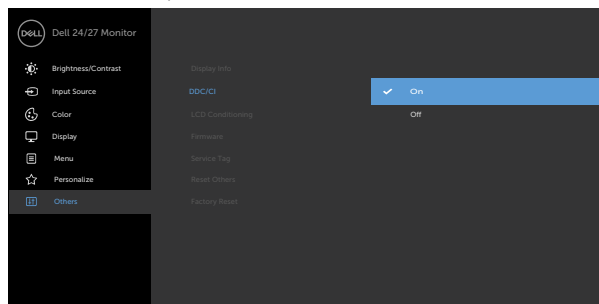 DELL
Dell 24/27 Monitor
Brightness/Contrast
Input Source
Color
Display
Menu
Personalize
Others
Display Info
DDC/CI
LCD Conditioning
Firmware
Service Tag
Reset Others
Factory Reset
On
Off